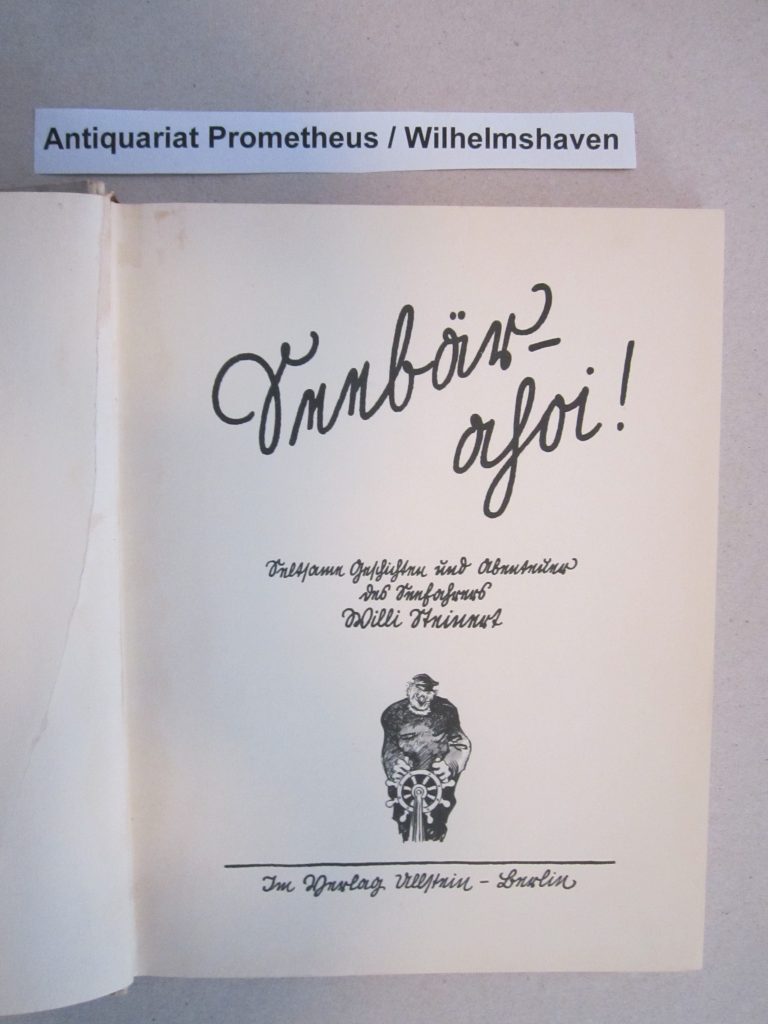 Antiquariat Prometheus / Wilhelmshaven
Seebär-
ahoi!
Seltsame Geschichten und Abenteuer
des Seefahrers
Willi Steinert
Im Verlag Ullstein - Berlin